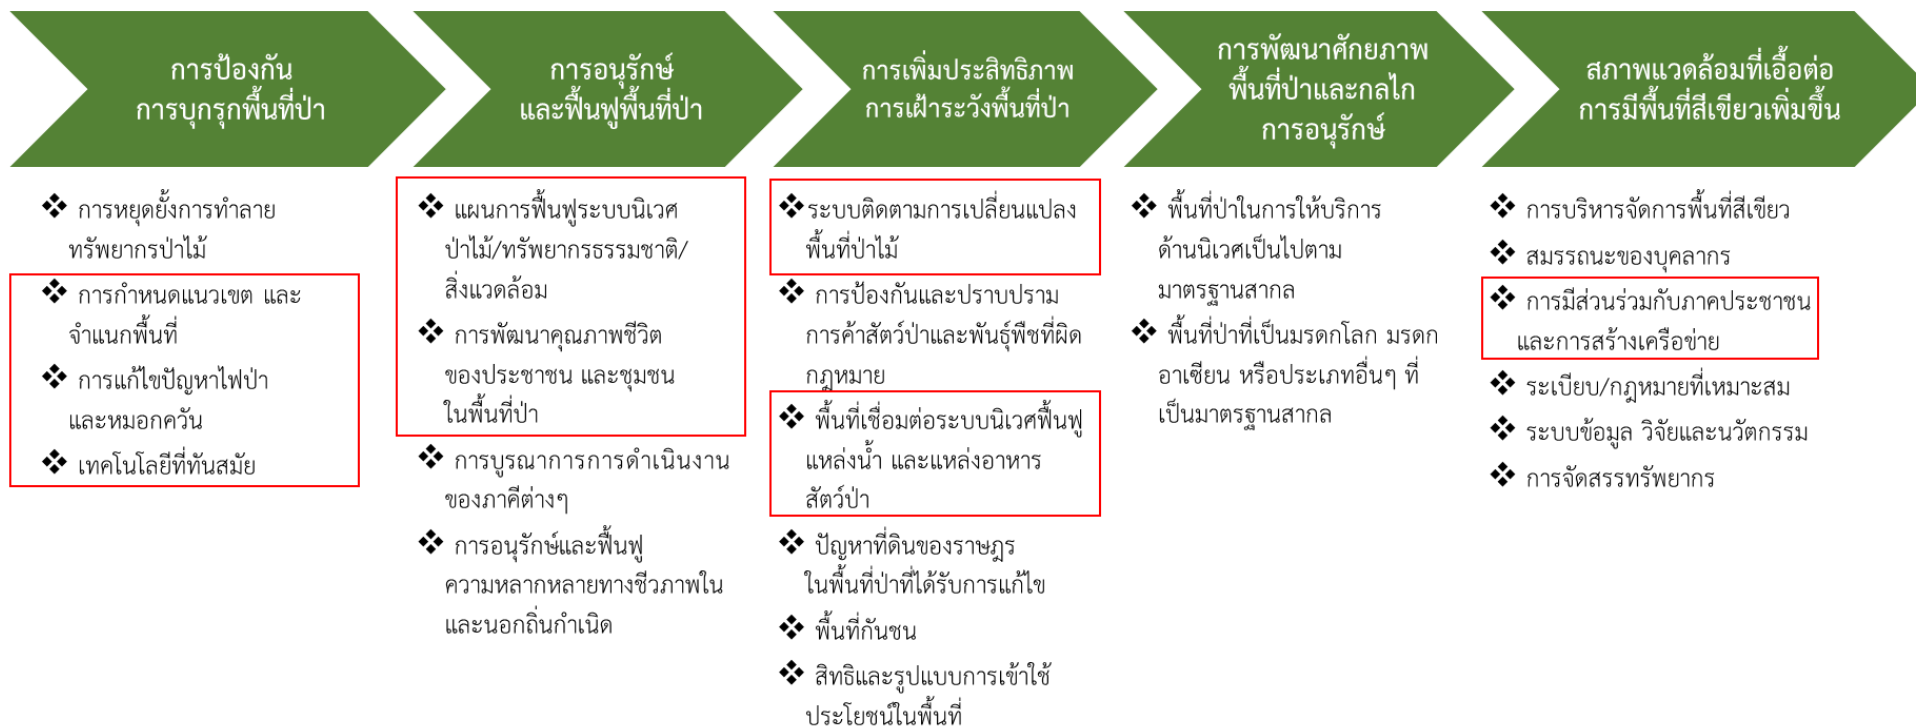 การป้องกัน
การบุกรุกพื้นที่ป่า
❖ การหยุดยั้งการทำลาย
ทรัพยากรป่าไม้
❖ การกำหนดแนวเขต และ
จำแนกพื้นที่
❖ การแก้ไขปัญหาไฟป่า
และหมอกควัน
❖ เทคโนโลยีที่ทันสมัย
การอนุรักษ์
และฟื้นฟูพื้นที่ป่า
❖ แผนการฟื้นฟูระบบนิเวศ
ป่าไม้/ทรัพยากรธรรมชาติ/
สิ่งแวดล้อม
❖ การพัฒนาคุณภาพชีวิต
ของประชาชน และชุมชน
ในพื้นที่ป่า
❖ การบูรณาการการดำเนินงาน
ของภาคีต่างๆ
❖ การอนุรักษ์และฟื้นฟู
ความหลากหลายทางชีวภาพใน
และนอกถิ่นกำเนิด
การเพิ่มประสิทธิภาพ
การเฝ้าระวังพื้นที่ป่า
❖ ระบบติดตามการเปลี่ยนแปลง
พื้นที่ป่าไม้
❖ การป้องกันและปราบปราม
การค้าสัตว์ป่าและพันธุ์พืชที่ผิด
กฎหมาย
❖ พื้นที่เชื่อมต่อระบบนิเวศฟื้นฟู
แหล่งน้ำ และแหล่งอาหาร
สัตว์ป่า
❖ ปัญหาที่ดินของราษฎร
ในพื้นที่ป่าที่ได้รับการแก้ไข
❖ พื้นที่กันชน
❖ สิทธิและรูปแบบการเข้าใช้
ประโยชน์ในพื้นที่
การพัฒนาศักยภาพ
พื้นที่ป่าและกลไก
การอนุรักษ์
❖ พื้นที่ป่าในการให้บริการ
ด้านนิเวศเป็นไปตาม
มาตรฐานสากล
❖ พื้นที่ป่าที่เป็นมรดกโลก มรดก
อาเซียน หรือประเภทอื่นๆ ที่
เป็นมาตรฐานสากล
สภาพแวดล้อมที่เอื้อต่อ
การมีพื้นที่สีเขียวเพิ่มขึ้น
❖ การบริหารจัดการพื้นที่สีเขียว
❖ สมรรถนะของบุคลากร
❖ การมีส่วนร่วมกับภาคประชาชน
และการสร้างเครือข่าย
❖ ระเบียบ/กฎหมายที่เหมาะสม
❖ ระบบข้อมูล วิจัยและนวัตกรรม
❖ การจัดสรรทรัพยากร